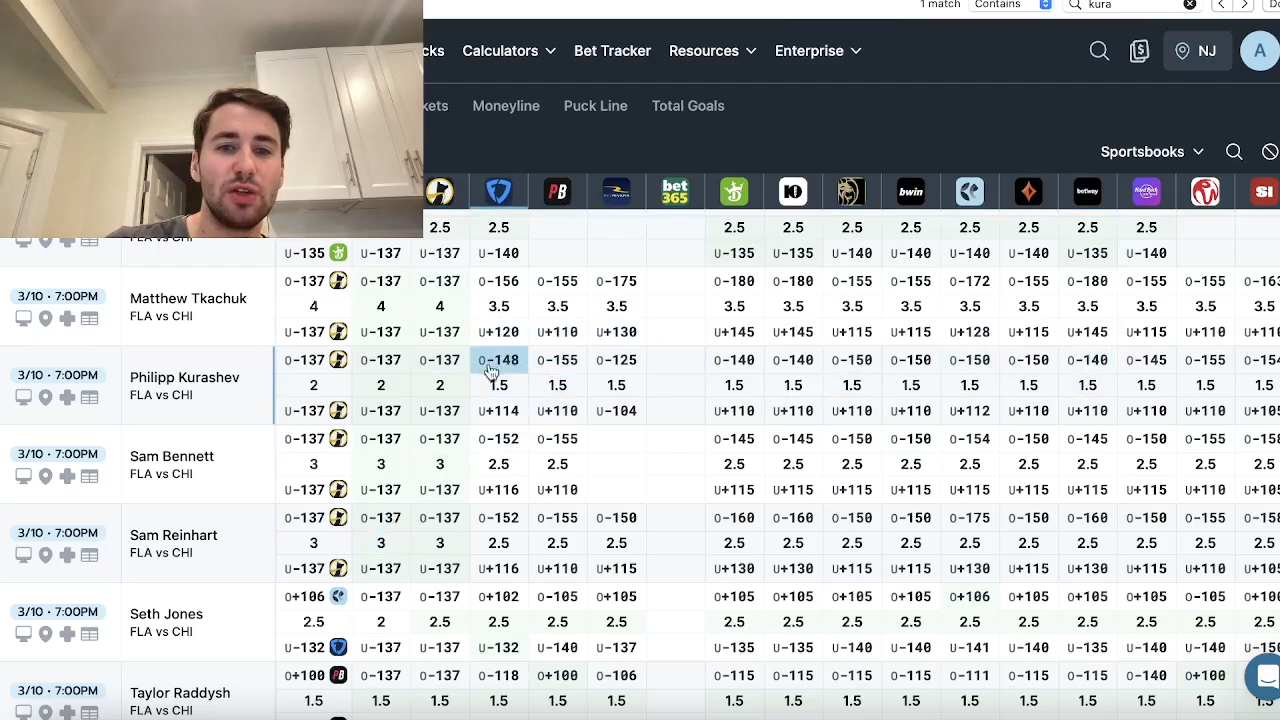 1 match Contains kura Do
cks Calculators Bet Tracker Resources Enterprise NJ A
kets Moneyline Puck Line Total Goals
Sportsbooks
PB bet365 bwin betway Hard Rock SI
2.5 2.5 2.5 2.5 2.5 2.5 2.5 2.5 2.5 2.5
FLA vs CHI U-135 U-137 U-137 U-140 U-135 U-135 U-140 U-140 U-140 U-140 U-135 U-140
O-137 O-137 O-137 O-156 O-155 O-175 O-180 O-180 O-155 O-155 O-172 O-155 O-180 O-155 O-155 O-163
3/10 • 7:00PM Matthew Tkachuk 4 4 4 3.5 3.5 3.5 3.5 3.5 3.5 3.5 3.5 3.5 3.5 3.5 3.5 3.5
FLA vs CHI U-137 U-137 U-137 U+120 U+110 U+130 U+145 U+145 U+115 U+115 U+128 U+115 U+145 U+115 U+110 U+115
O-137 O-137 O-137 O-148 O-155 O-125 O-140 O-140 O-150 O-150 O-150 O-150 O-140 O-145 O-155 O-154
3/10 • 7:00PM Philipp Kurashev 2 2 2 1.5 1.5 1.5 1.5 1.5 1.5 1.5 1.5 1.5 1.5 1.5 1.5 1.5
FLA vs CHI U-137 U-137 U-137 U+114 U+110 U-104 U+110 U+110 U+110 U+110 U+112 U+110 U+110 U+110 U+110 U+105
O-137 O-137 O-137 O-152 O-155 O-145 O-145 O-150 O-150 O-154 O-150 O-145 O-150 O-155 O-158
3/10 • 7:00PM Sam Bennett 3 3 3 2.5 2.5 2.5 2.5 2.5 2.5 2.5 2.5 2.5 2.5 2.5 2.5
FLA vs CHI U-137 U-137 U-137 U+116 U+110 U+115 U+115 U+115 U+115 U+115 U+115 U+115 U+115 U+110 U+105
O-137 O-137 O-137 O-152 O-155 O-150 O-160 O-160 O-150 O-150 O-175 O-150 O-160 O-150 O-155 O-158
3/10 • 7:00PM Sam Reinhart 3 3 3 2.5 2.5 2.5 2.5 2.5 2.5 2.5 2.5 2.5 2.5 2.5 2.5 2.5
FLA vs CHI U-137 U-137 U-137 U+116 U+110 U+115 U+130 U+130 U+115 U+115 U+130 U+115 U+130 U+115 U+110 U+105
O+106 O-137 O-137 O+102 O-105 O+105 O+105 O+105 O+105 O+105 O+106 O+105 O+105 O+105 O-105 O+100
3/10 • 7:00PM Seth Jones 2.5 2 2.5 2.5 2.5 2.5 2.5 2.5 2.5 2.5 2.5 2.5 2.5 2.5 2.5 2.5
FLA vs CHI U-132 U-137 U-137 U-132 U-140 U-137 U-135 U-135 U-140 U-140 U-141 U-140 U-135 U-140 U-140 U-150
O+100 O-137 O-137 O-118 O+100 O-106 O-115 O-115 O-115 O-115 O-111 O-115 O-115 O-140 O+100
3/10 • 7:00PM Taylor Raddysh 1.5 1.5 1.5 1.5 1.5 1.5 1.5 1.5 1.5 1.5 1.5 1.5 1.5 1.5 1.5 1.5
FLA vs CHI